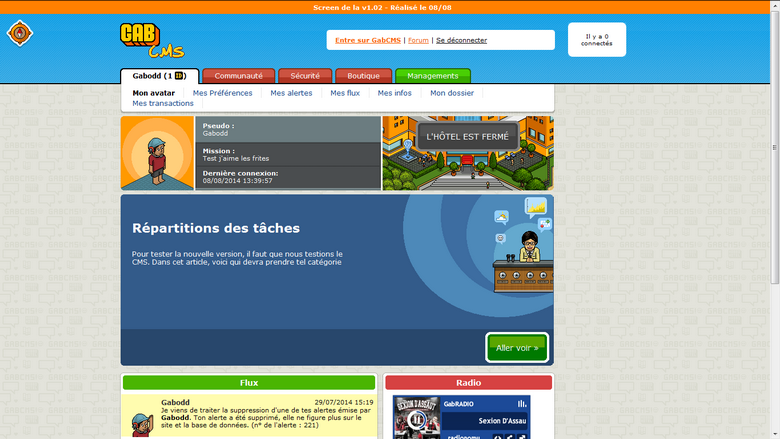 Screen de la v1.02 - Réalisé le 08/08
GAB
CMS
Entre sur GabCMS | Forum | Se déconnecter
Il y a 0
connectés
Gabodd (1 ID) Communauté Sécurité Boutique Managements
Mon avatar Mes Préférences Mes alertes Mes flux Mes infos Mon dossier
Mes transactions
Pseudo :
Gabodd
Mission :
Test j'aime les frites
Dernière connexion:
08/08/2014 13:39:57
L'HÔTEL EST FERMÉ
Répartitions des tâches
Pour tester la nouvelle version, il faut que nous testions le
CMS. Dans cet article, voici qui devra prendre tel catégorie
Aller voir »
Flux
Radio
Gabodd 29/07/2014 15:19
Je viens de traiter la suppression d'une de tes alertes émise par
Gabodd. Ton alerte a été suprimé, elle ne figure plus sur le
site et la base de données. (n° de l'alerte : 221)
SEXION D'ASSAUT
GabRADIO
Sexion D'Assau
radionomy